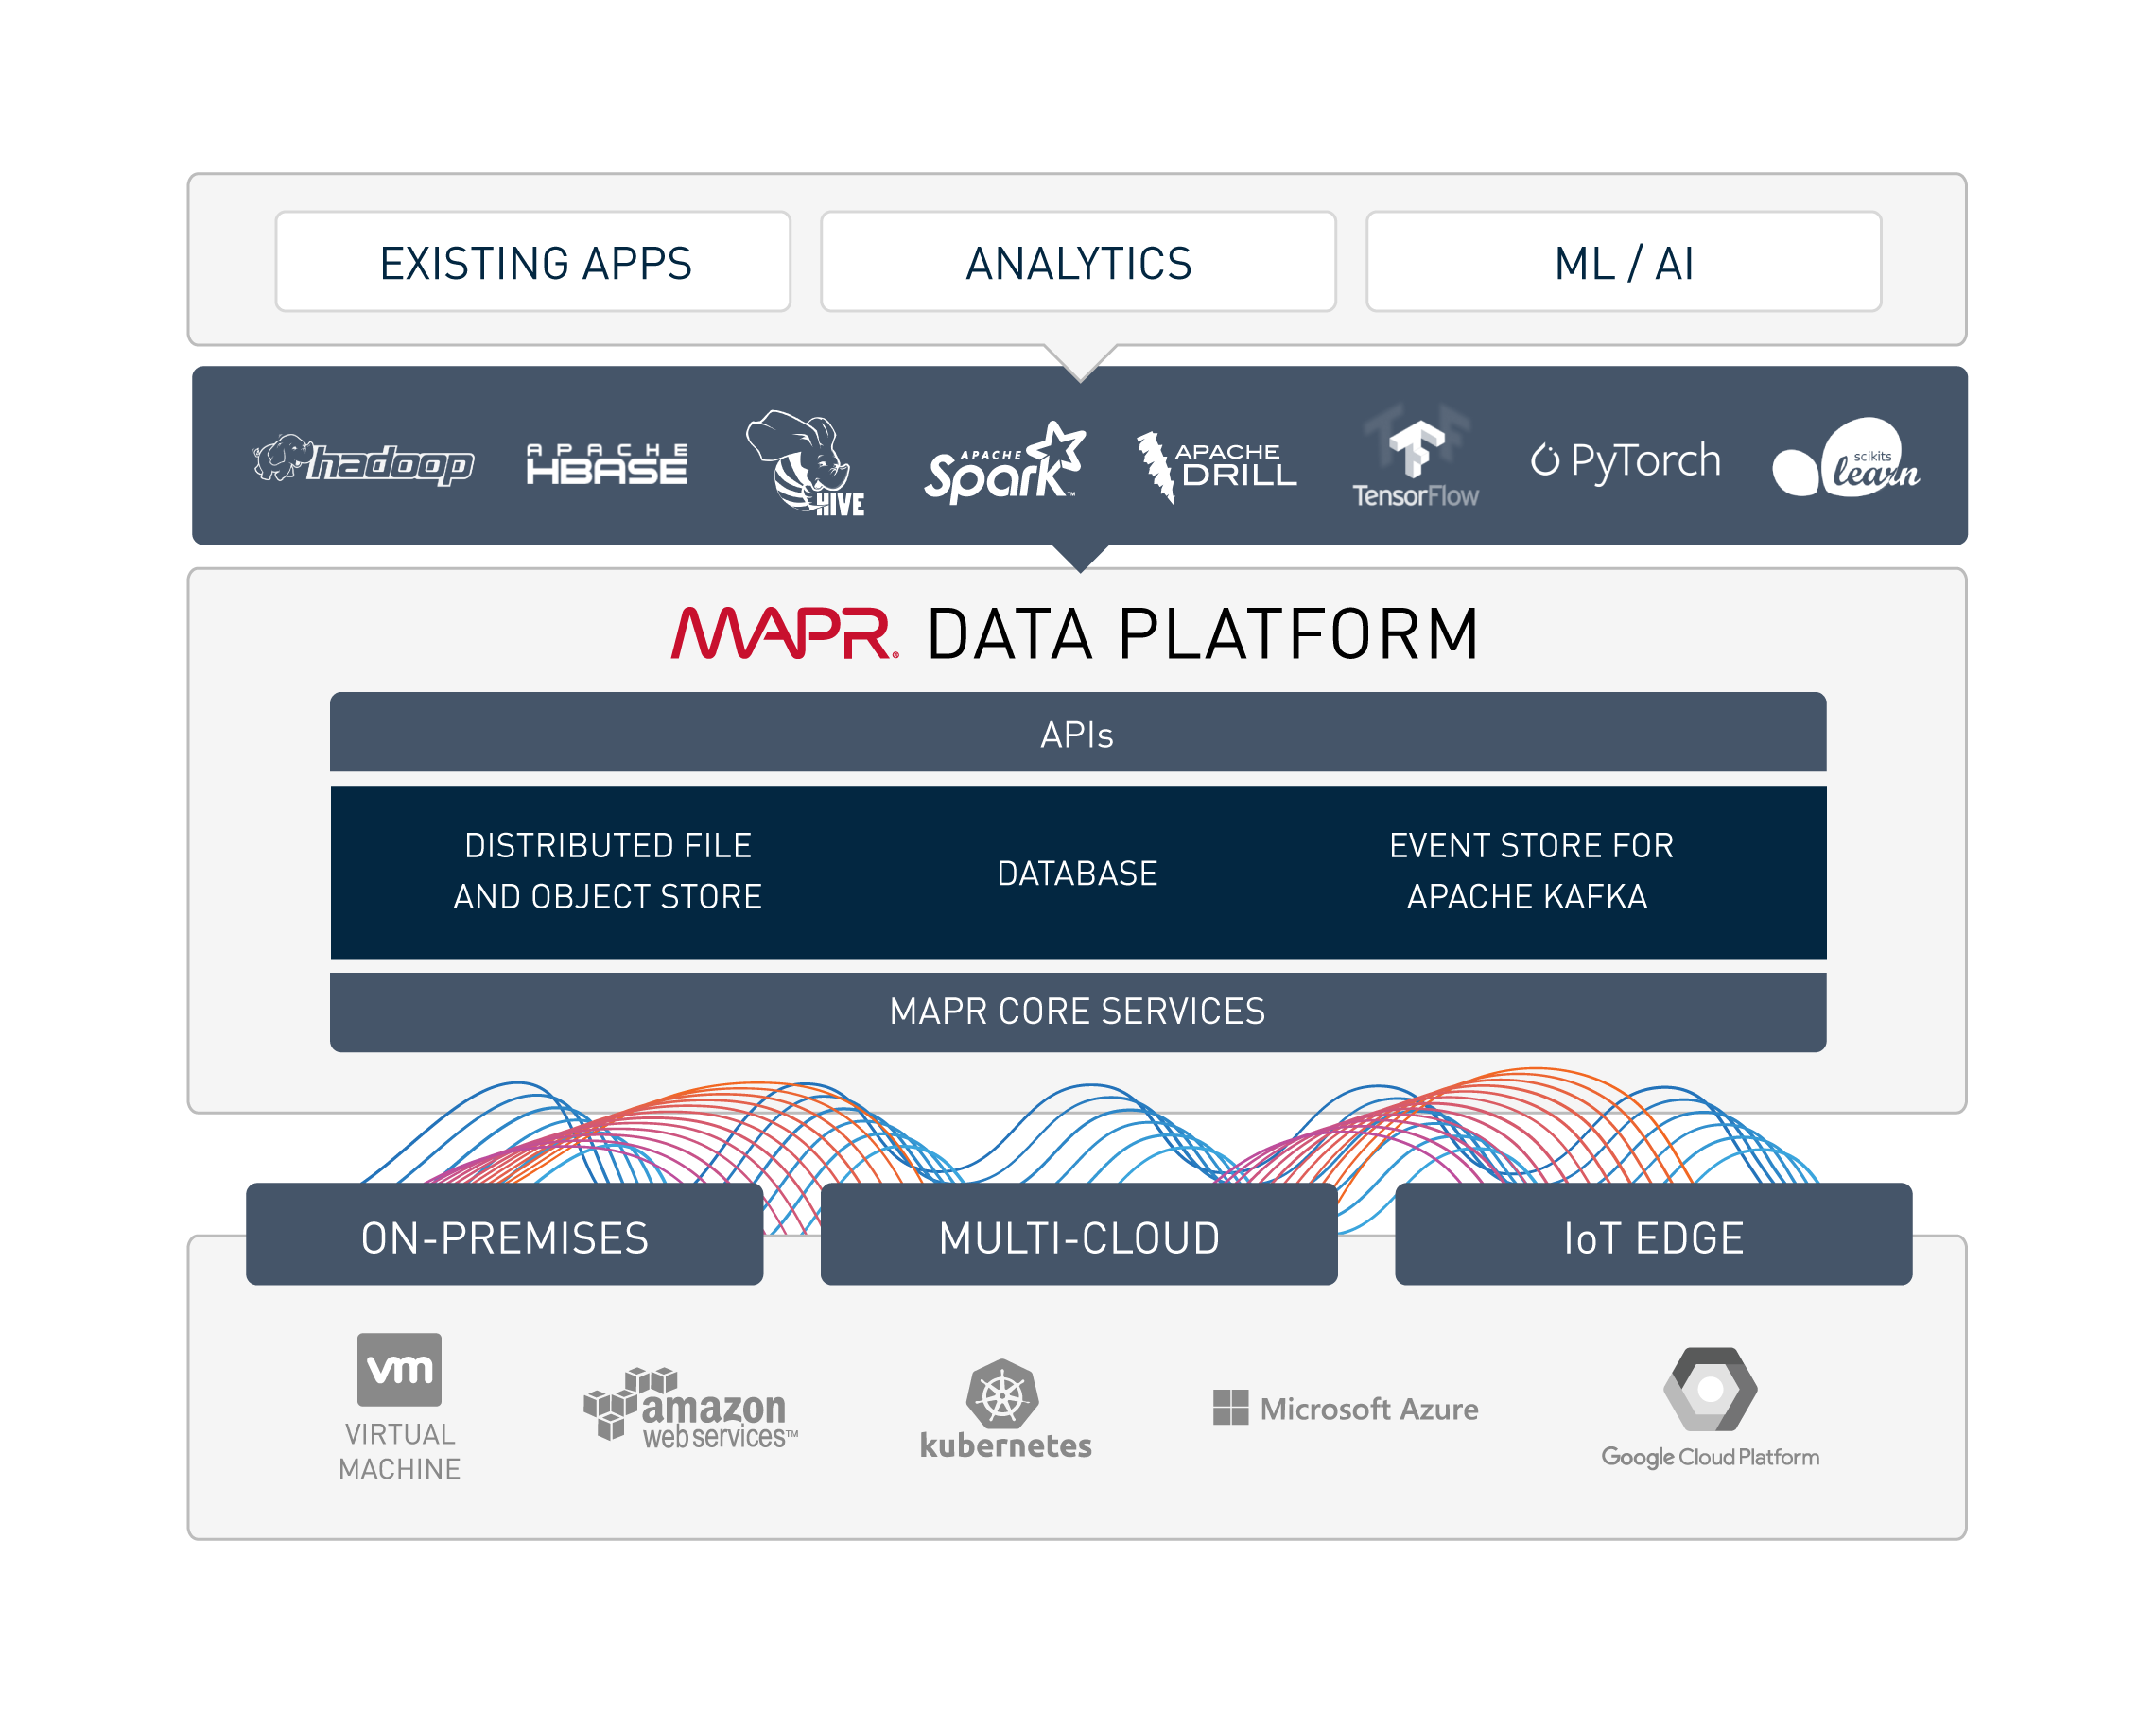 EXISTING APPS
ANALYTICS
ML / AI
hadoop
APACHE
HBASE
HIVE
APACHE
Spark™
APACHE
DRILL
TensorFlow
PyTorch
scikits
learn
MAPR® DATA PLATFORM
APIs
DISTRIBUTED FILE
AND OBJECT STORE
DATABASE
EVENT STORE FOR
APACHE KAFKA
MAPR CORE SERVICES
ON-PREMISES
MULTI-CLOUD
IoT EDGE
vm
VIRTUAL
MACHINE
amazon
web services™
kubernetes
Microsoft Azure
Google Cloud Platform